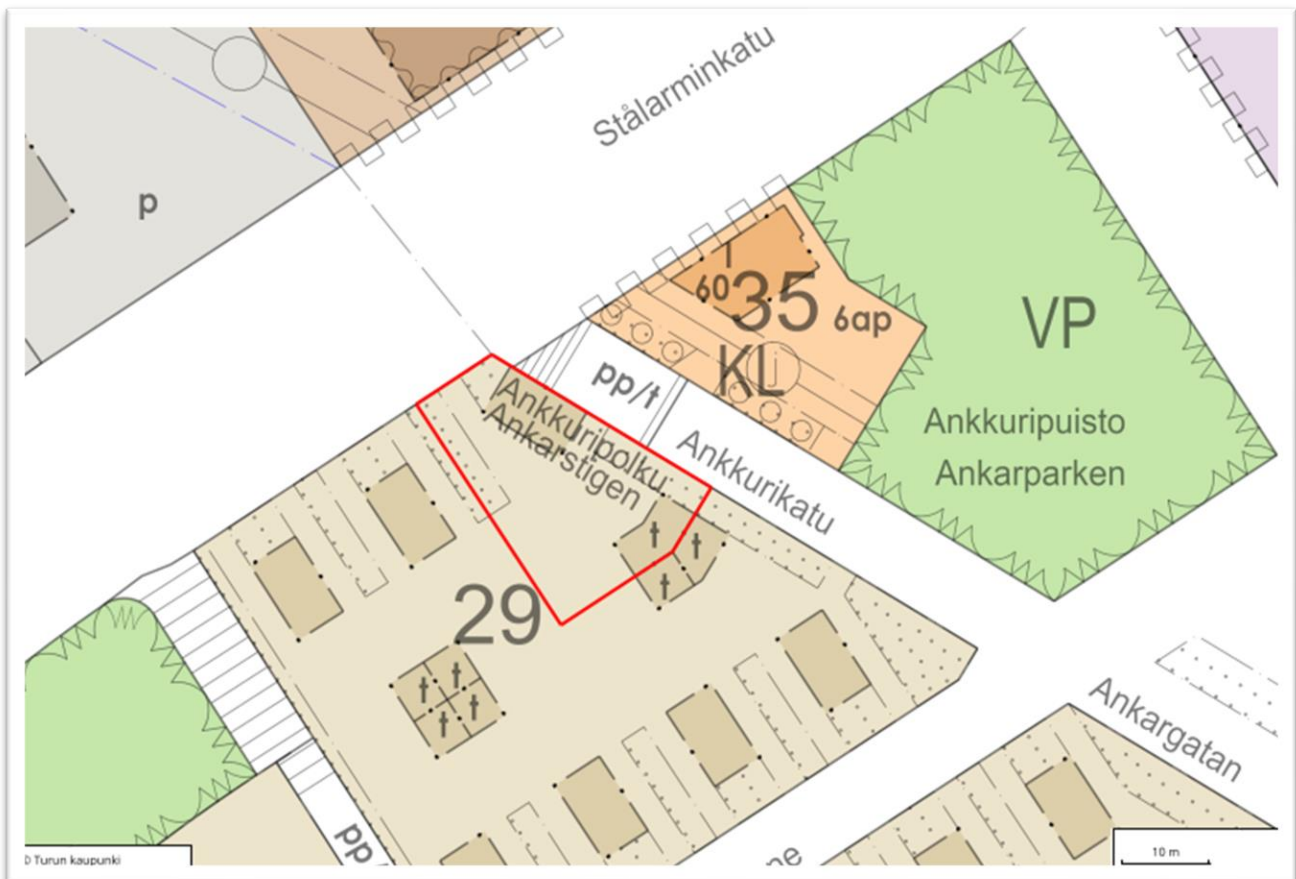 Stålarminkatu
p
I
60
35
6ap
KL
j
VP
pp/t
Ankkuripolku
Ankarstigen
Ankkurikatu
Ankkuripuisto
Ankarparken
t
t
t
29
t
t
t
t
Ankargatan
pp
© Turun kaupunki
10 m